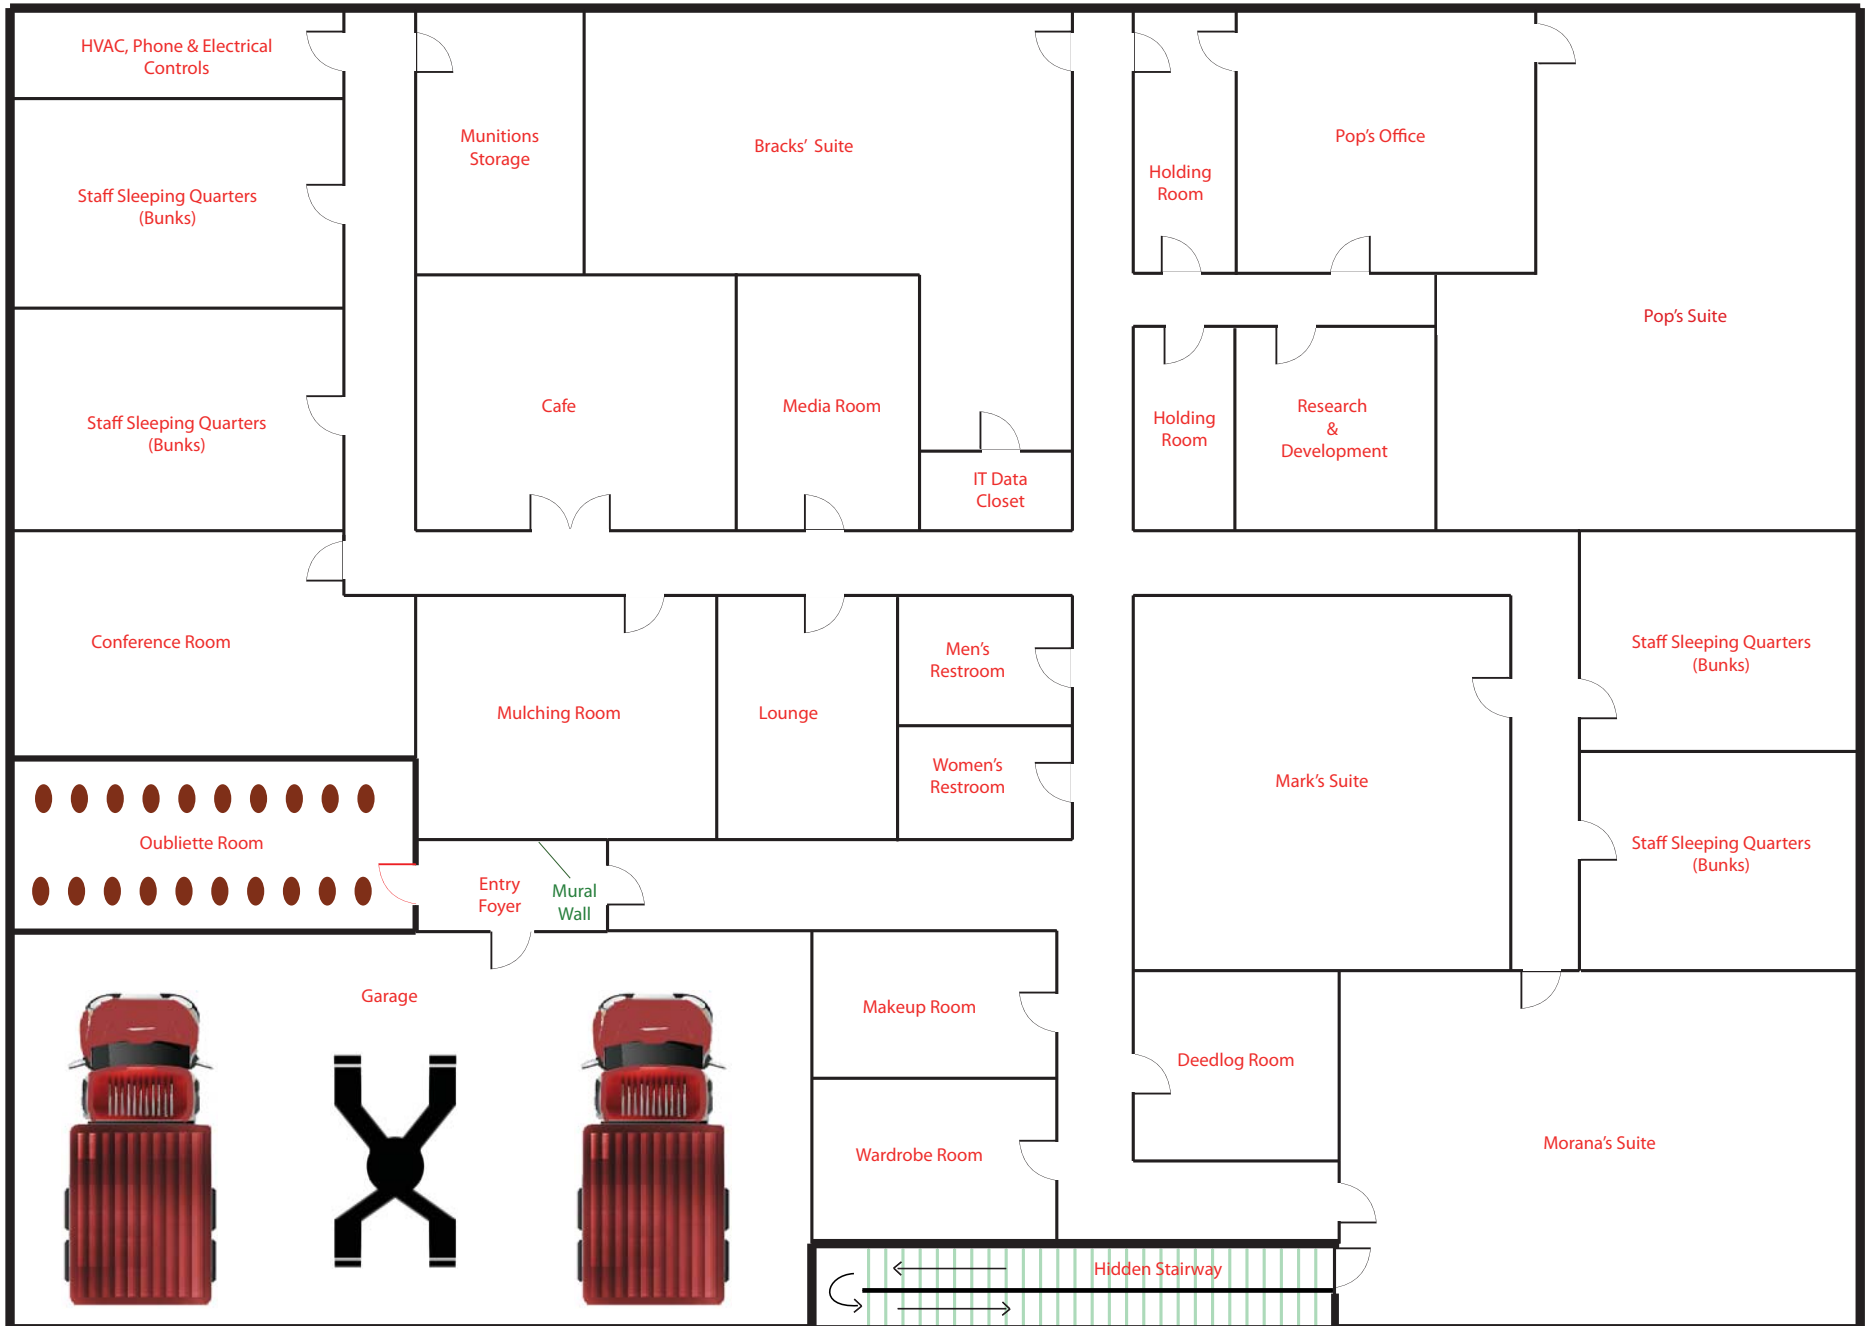 HVAC, Phone & Electrical
Controls
Munitions
Storage
Bracks’ Suite
Holding
Room
Pop’s Office
Staff Sleeping Quarters
(Bunks)
Pop’s Suite
Cafe
Media Room
Staff Sleeping Quarters
(Bunks)
Holding
Room
Research
&
Development
IT Data
Closet
Conference Room
Men’s
Restroom
Staff Sleeping Quarters
(Bunks)
Mulching Room
Lounge
Women’s
Restroom
Mark’s Suite
Oubliette Room
Entry
Foyer
Mural
Wall
Staff Sleeping Quarters
(Bunks)
Garage
Makeup Room
Deedlog Room
Wardrobe Room
Morana’s Suite
Hidden Stairway